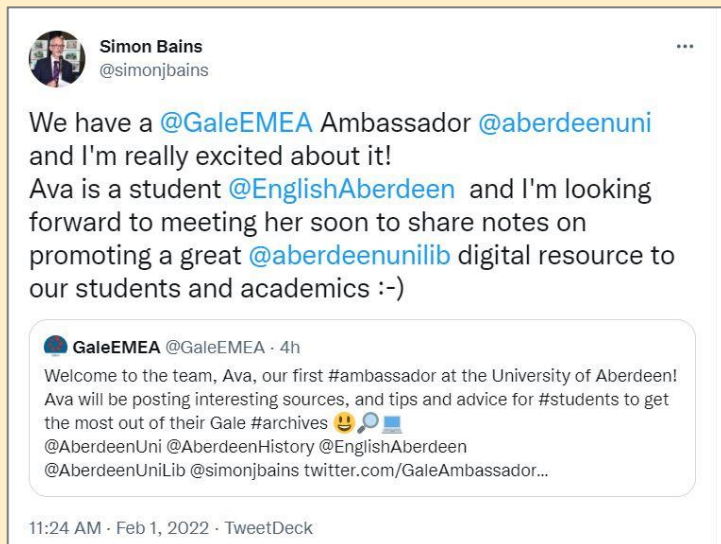 Simon Bains
@simonjbains
We have a @GaleEMEA Ambassador @aberdeenuni
and I'm really excited about it!
Ava is a student @EnglishAberdeen and I'm looking
forward to meeting her soon to share notes on
promoting a great @aberdeenunilib digital resource to
our students and academics :-)
GaleEMEA @GaleEMEA · 4h
Welcome to the team, Ava, our first #ambassador at the University of Aberdeen!
Ava will be posting interesting sources, and tips and advice for #students to get
the most out of their Gale #archives 😃🔎💻
@AberdeenUni @AberdeenHistory @EnglishAberdeen
@AberdeenUniLib @simonjbains twitter.com/GaleAmbassador...
11:24 AM · Feb 1, 2022 · TweetDeck